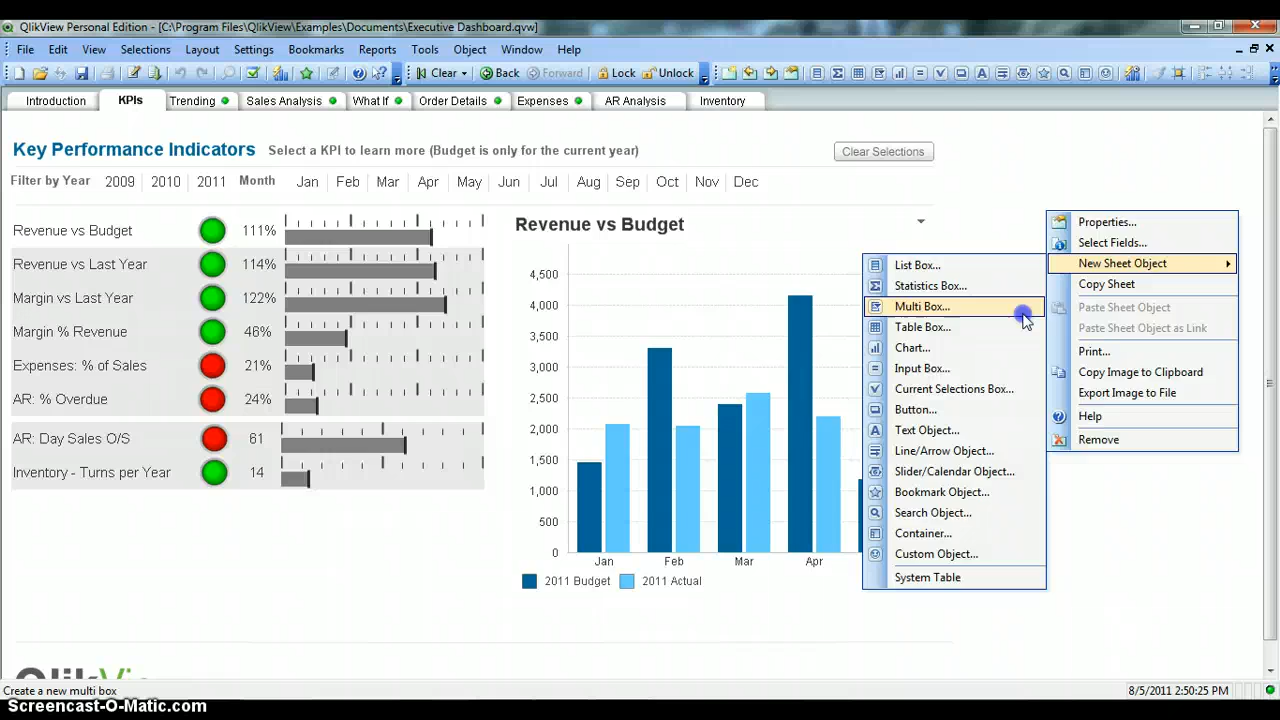 QlikView Personal Edition - [C:\Program Files\QlikView\Examples\Documents\Executive Dashboard.qvw]
File Edit View Selections Layout Settings Bookmarks Reports Tools Object Window Help
Clear Back Forward Lock Unlock
Introduction KPIs Trending Sales Analysis What If Order Details Expenses AR Analysis Inventory
Key Performance Indicators Select a KPI to learn more (Budget is only for the current year) Clear Selections
Filter by Year 2009 2010 2011 Month Jan Feb Mar Apr May Jun Jul Aug Sep Oct Nov Dec
Revenue vs Budget 111%
Revenue vs Last Year 114%
Margin vs Last Year 122%
Margin % Revenue 46%
Expenses: % of Sales 21%
AR: % Overdue 24%
AR: Day Sales O/S 61
Inventory - Turns per Year 14
Revenue vs Budget
4,500
4,000
3,500
3,000
2,500
2,000
1,500
1,000
500
0
Jan Feb Mar Apr
2011 Budget 2011 Actual
List Box...
Statistics Box...
Multi Box...
Table Box...
Chart...
Input Box...
Current Selections Box...
Button...
Text Object...
Line/Arrow Object...
Slider/Calendar Object...
Bookmark Object...
Search Object...
Container...
Custom Object...
System Table
Properties...
Select Fields...
New Sheet Object
Copy Sheet
Paste Sheet Object
Paste Sheet Object as Link
Print...
Copy Image to Clipboard
Export Image to File
Help
Remove
QlikView
Create a new multi box 8/5/2011 2:50:25 PM
Screencast-O-Matic.com